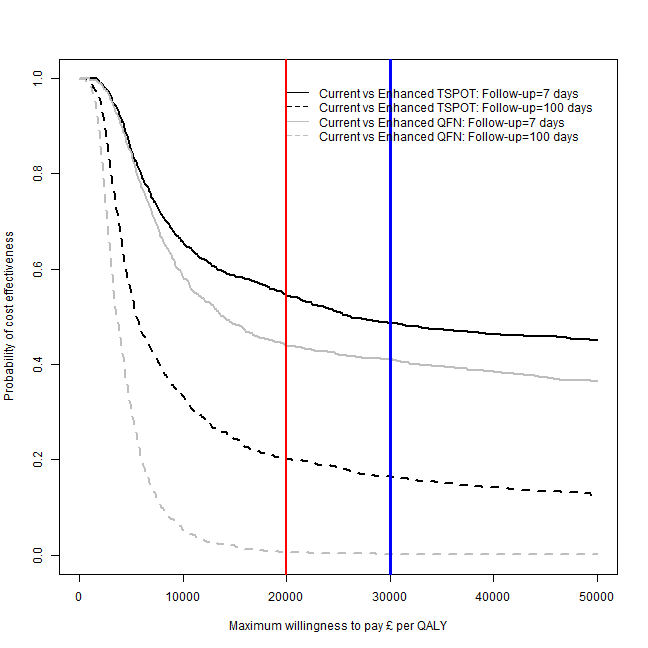 Current vs Enhanced TSPOT: Follow-up=7 days
Current vs Enhanced TSPOT: Follow-up=100 days
Current vs Enhanced QFN: Follow-up=7 days
Current vs Enhanced QFN: Follow-up=100 days
Probability of cost effectiveness
1.0
0.8
0.6
0.4
0.2
0.0
0 10000 20000 30000 40000 50000
Maximum willingness to pay £ per QALY